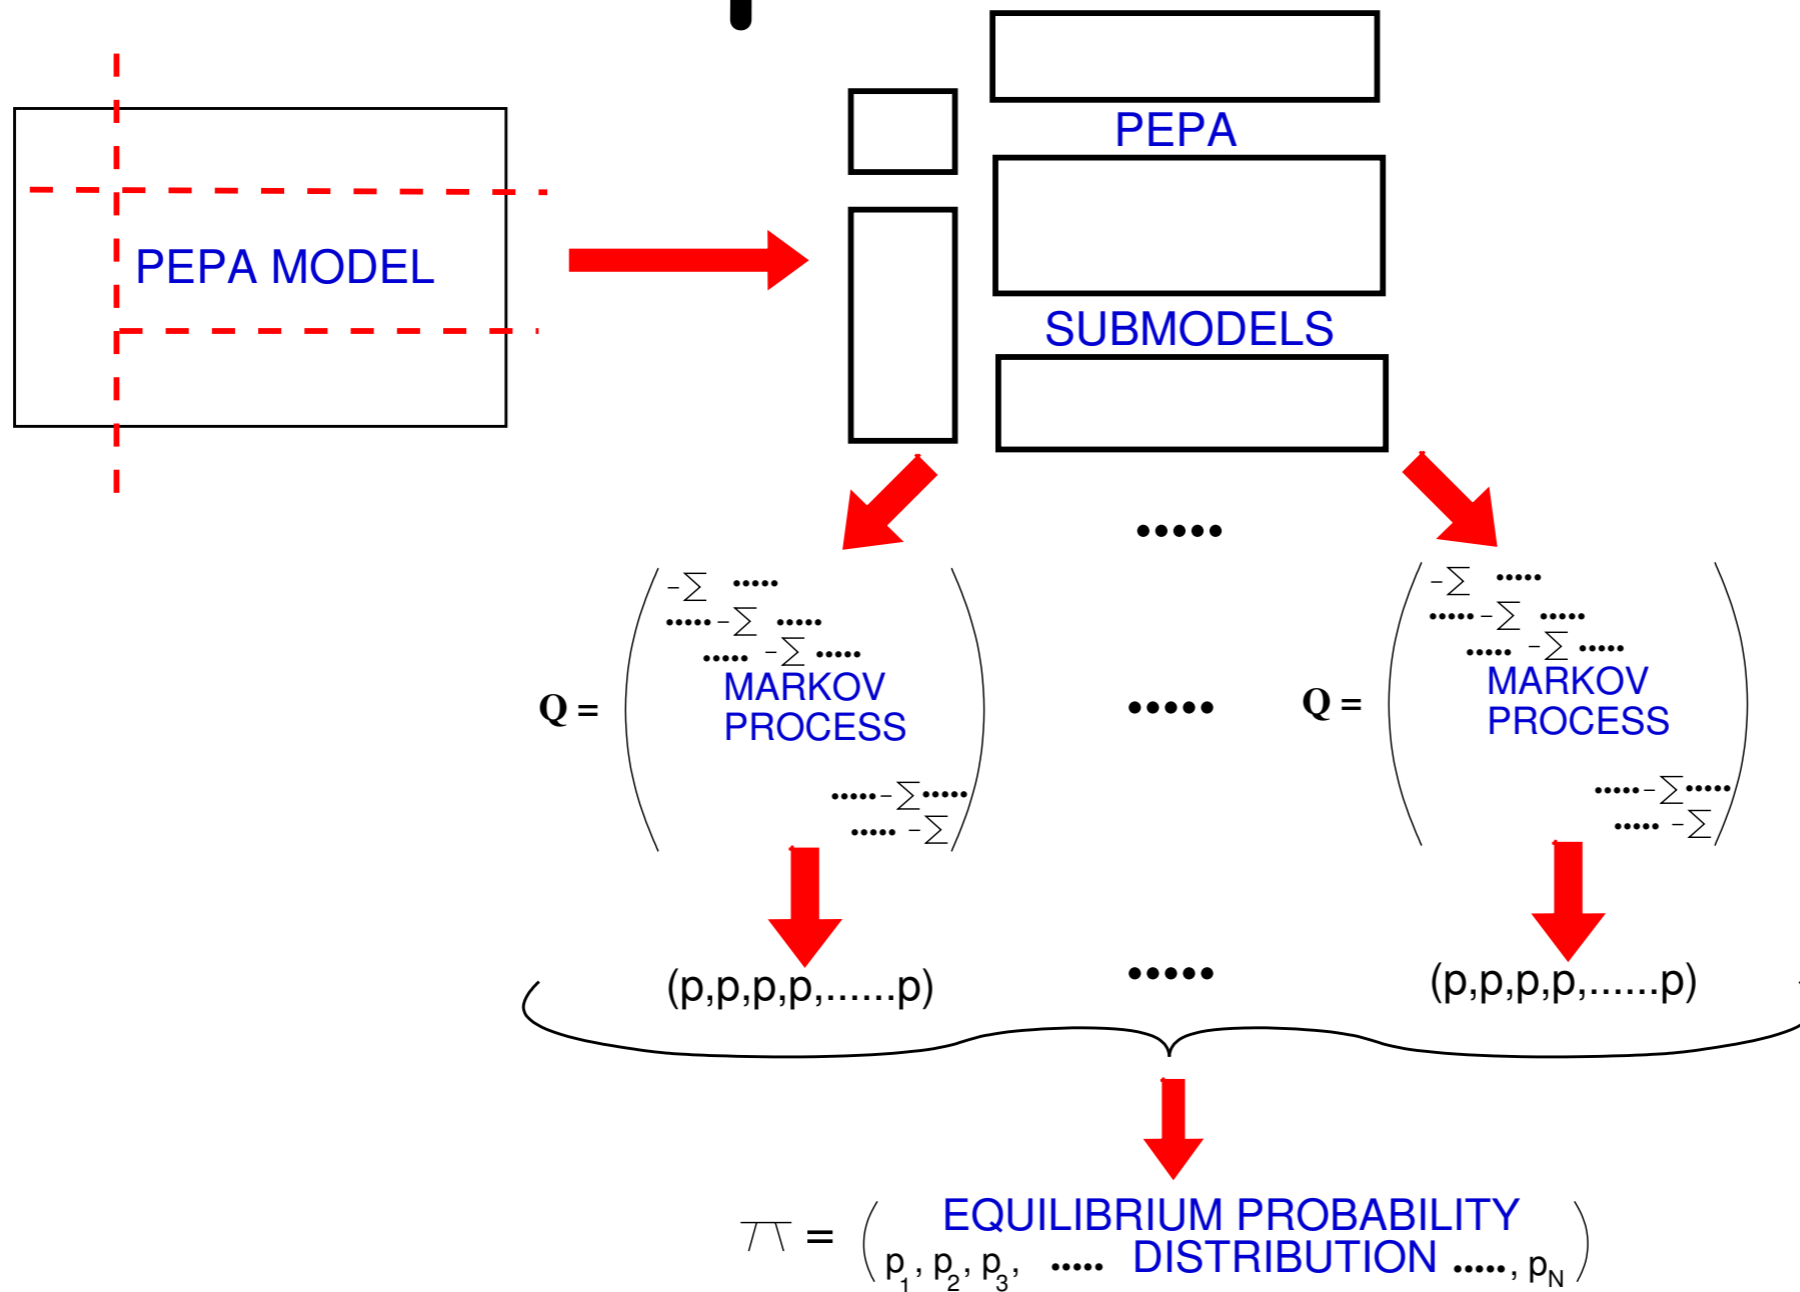 PEPA MODEL
PEPA
SUBMODELS
.....
-∑ .....
..... -∑ .....
..... -∑ .....
Q = MARKOV
PROCESS
..... -∑ .....
..... -∑
.....
-∑ .....
..... -∑ .....
..... -∑ .....
Q = MARKOV
PROCESS
..... -∑ .....
..... -∑
(p,p,p,p,......p) ..... (p,p,p,p,......p)
π = ( EQUILIBRIUM PROBABILITY
p1, p2, p3, ..... DISTRIBUTION ....., pN )